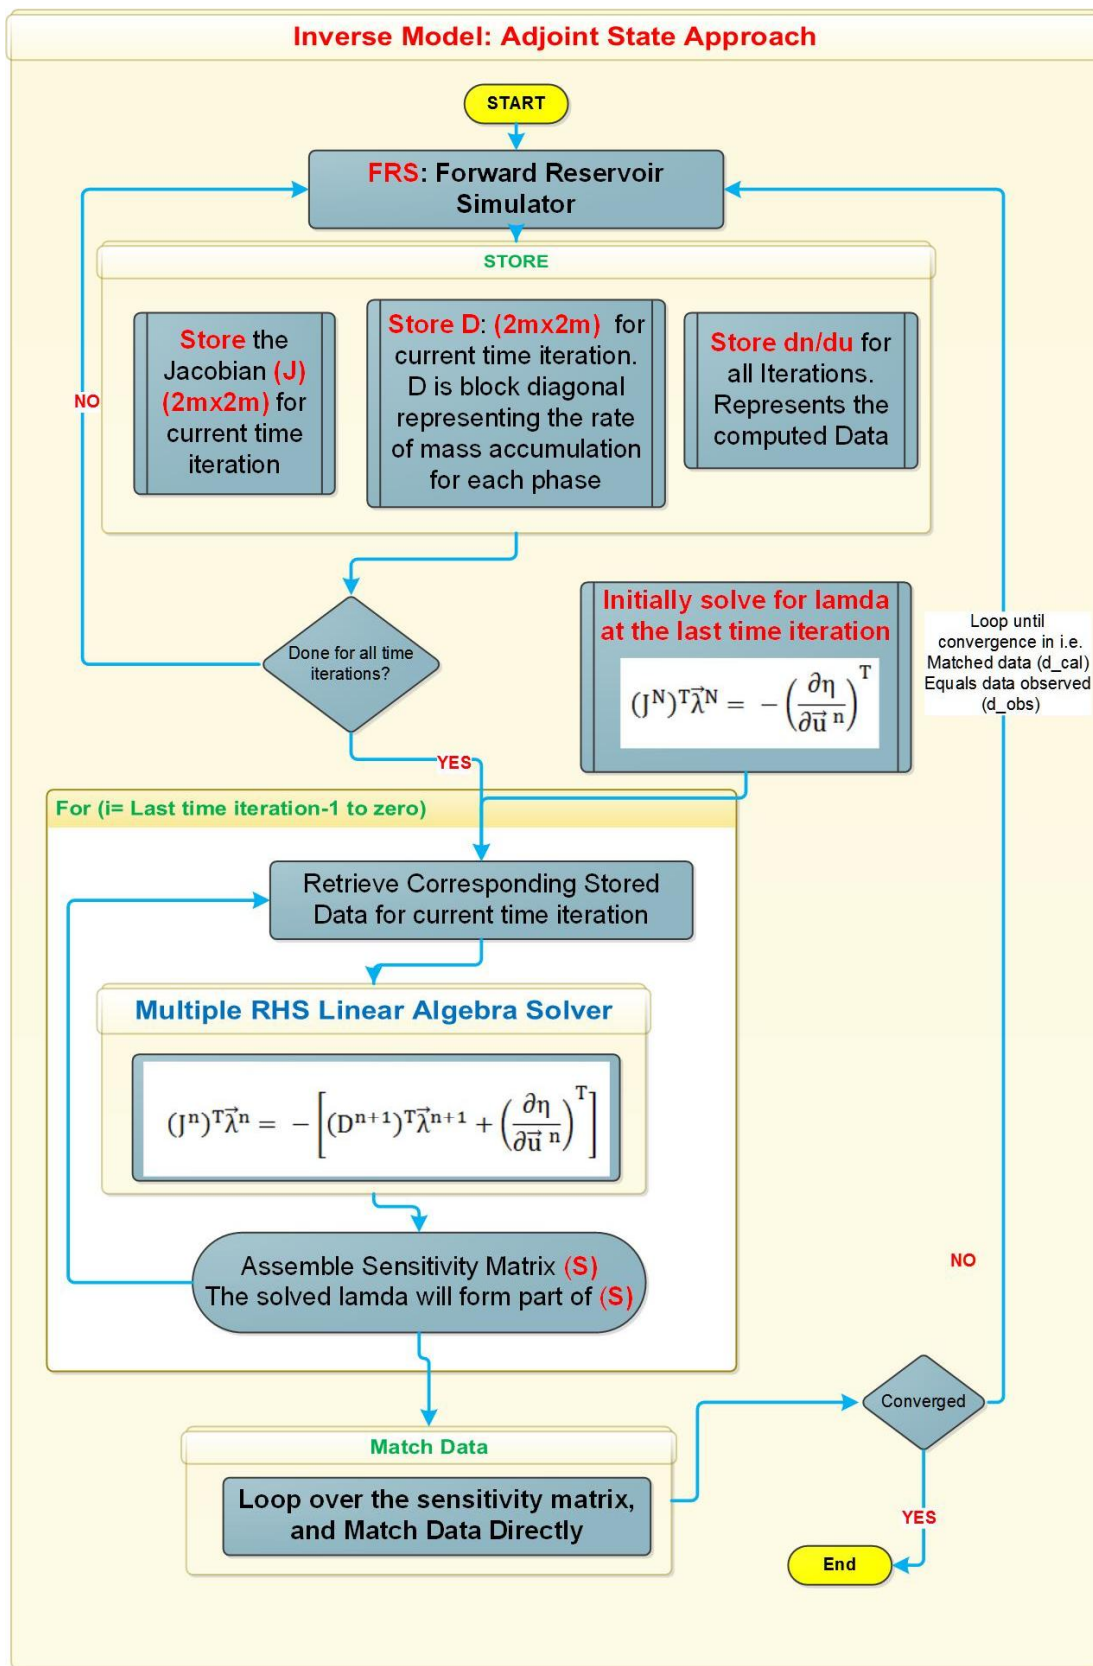 Inverse Model: Adjoint State Approach
START
FRS: Forward Reservoir
Simulator
STORE
Store the
Jacobian (J)
(2mx2m) for
current time
iteration
Store D: (2mx2m) for
current time iteration.
D is block diagonal
representing the rate
of mass accumulation
for each phase
Store dn/du for
all Iterations.
Represents the
computed Data
NO
Done for all time
iterations?
YES
Initially solve for lamda
at the last time iteration
(J^N)^T λ⃗^N = − (∂η/∂u⃗^n)^T
Loop until
convergence in i.e.
Matched data (d_cal)
Equals data observed
(d_obs)
For (i= Last time iteration-1 to zero)
Retrieve Corresponding Stored
Data for current time iteration
Multiple RHS Linear Algebra Solver
(J^n)^T λ⃗^n = − [(D^{n+1})^T λ⃗^{n+1} + (∂η/∂u⃗^n)^T]
Assemble Sensitivity Matrix (S)
The solved lamda will form part of (S)
NO
Converged
Match Data
Loop over the sensitivity matrix,
and Match Data Directly
YES
End